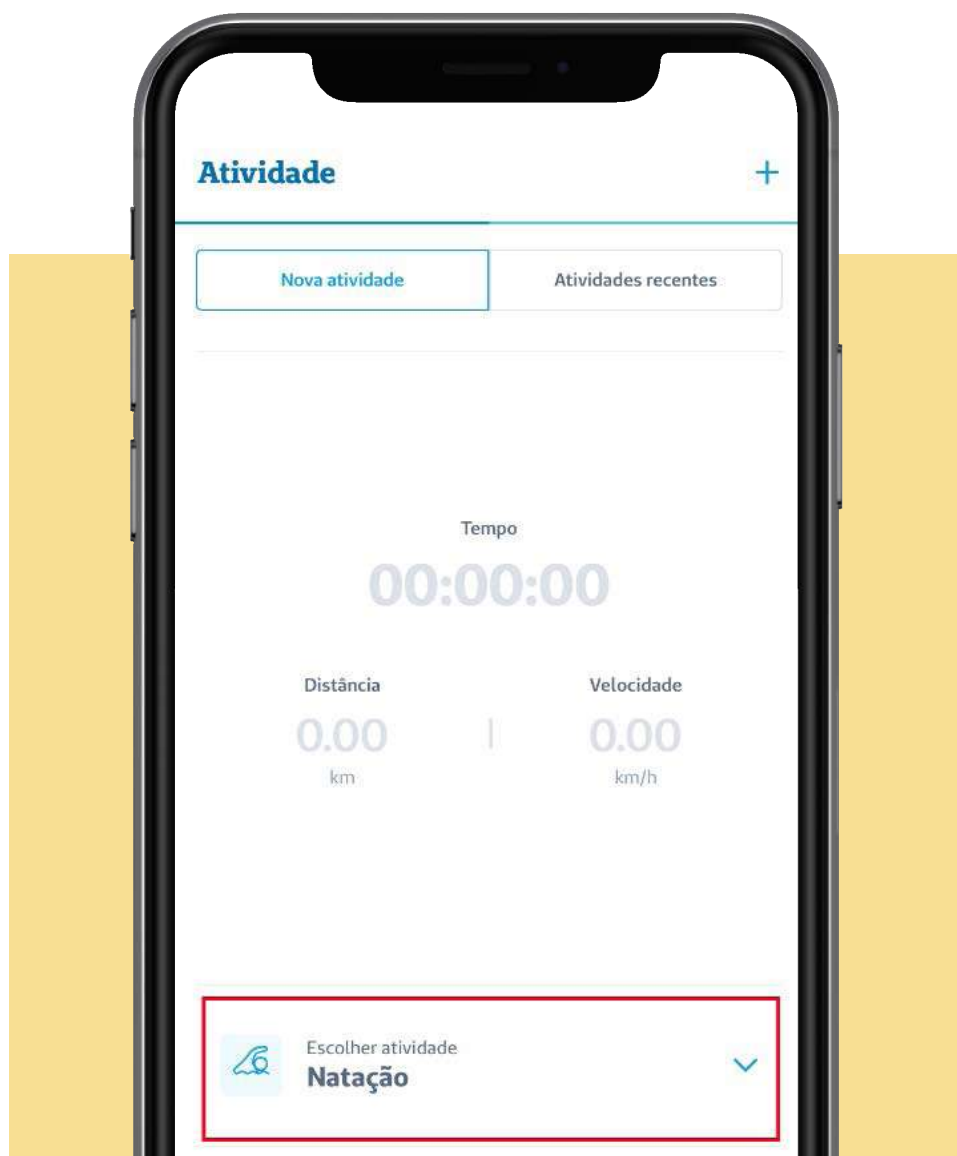 Atividade +
Nova atividade Atividades recentes
Tempo
00:00:00
Distância Velocidade
0.00 0.00
km km/h
Escolher atividade
Natação